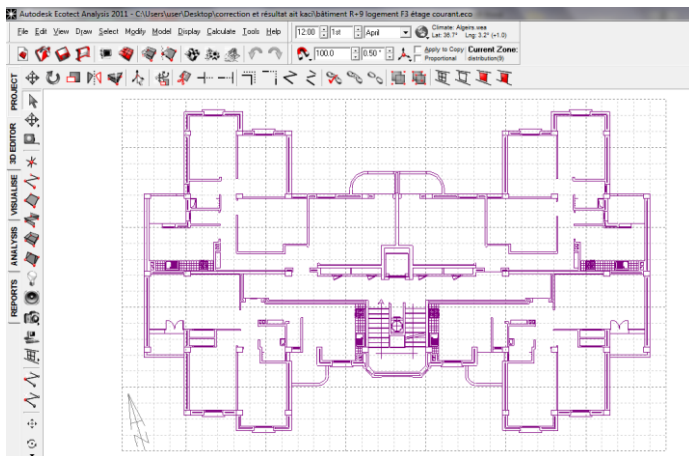 Autodesk Ecotect Analysis 2011 - C:\Users\user\Desktop\correction et résultat ait kaci\bâtiment R+9 logement F3 étage courant.eco
File Edit View Draw Select Modify Model Display Calculate Tools Help 12:00 1st April Climate: Algeirs.wea
Lat: 36.7° Lng: 3.2° (+1.0)
100.0 0.50° Apply to Copy Current Zone:
Proportional distribution(9)
PROJECT
3D EDITOR
VISUALISE
ANALYSIS
REPORTS
N